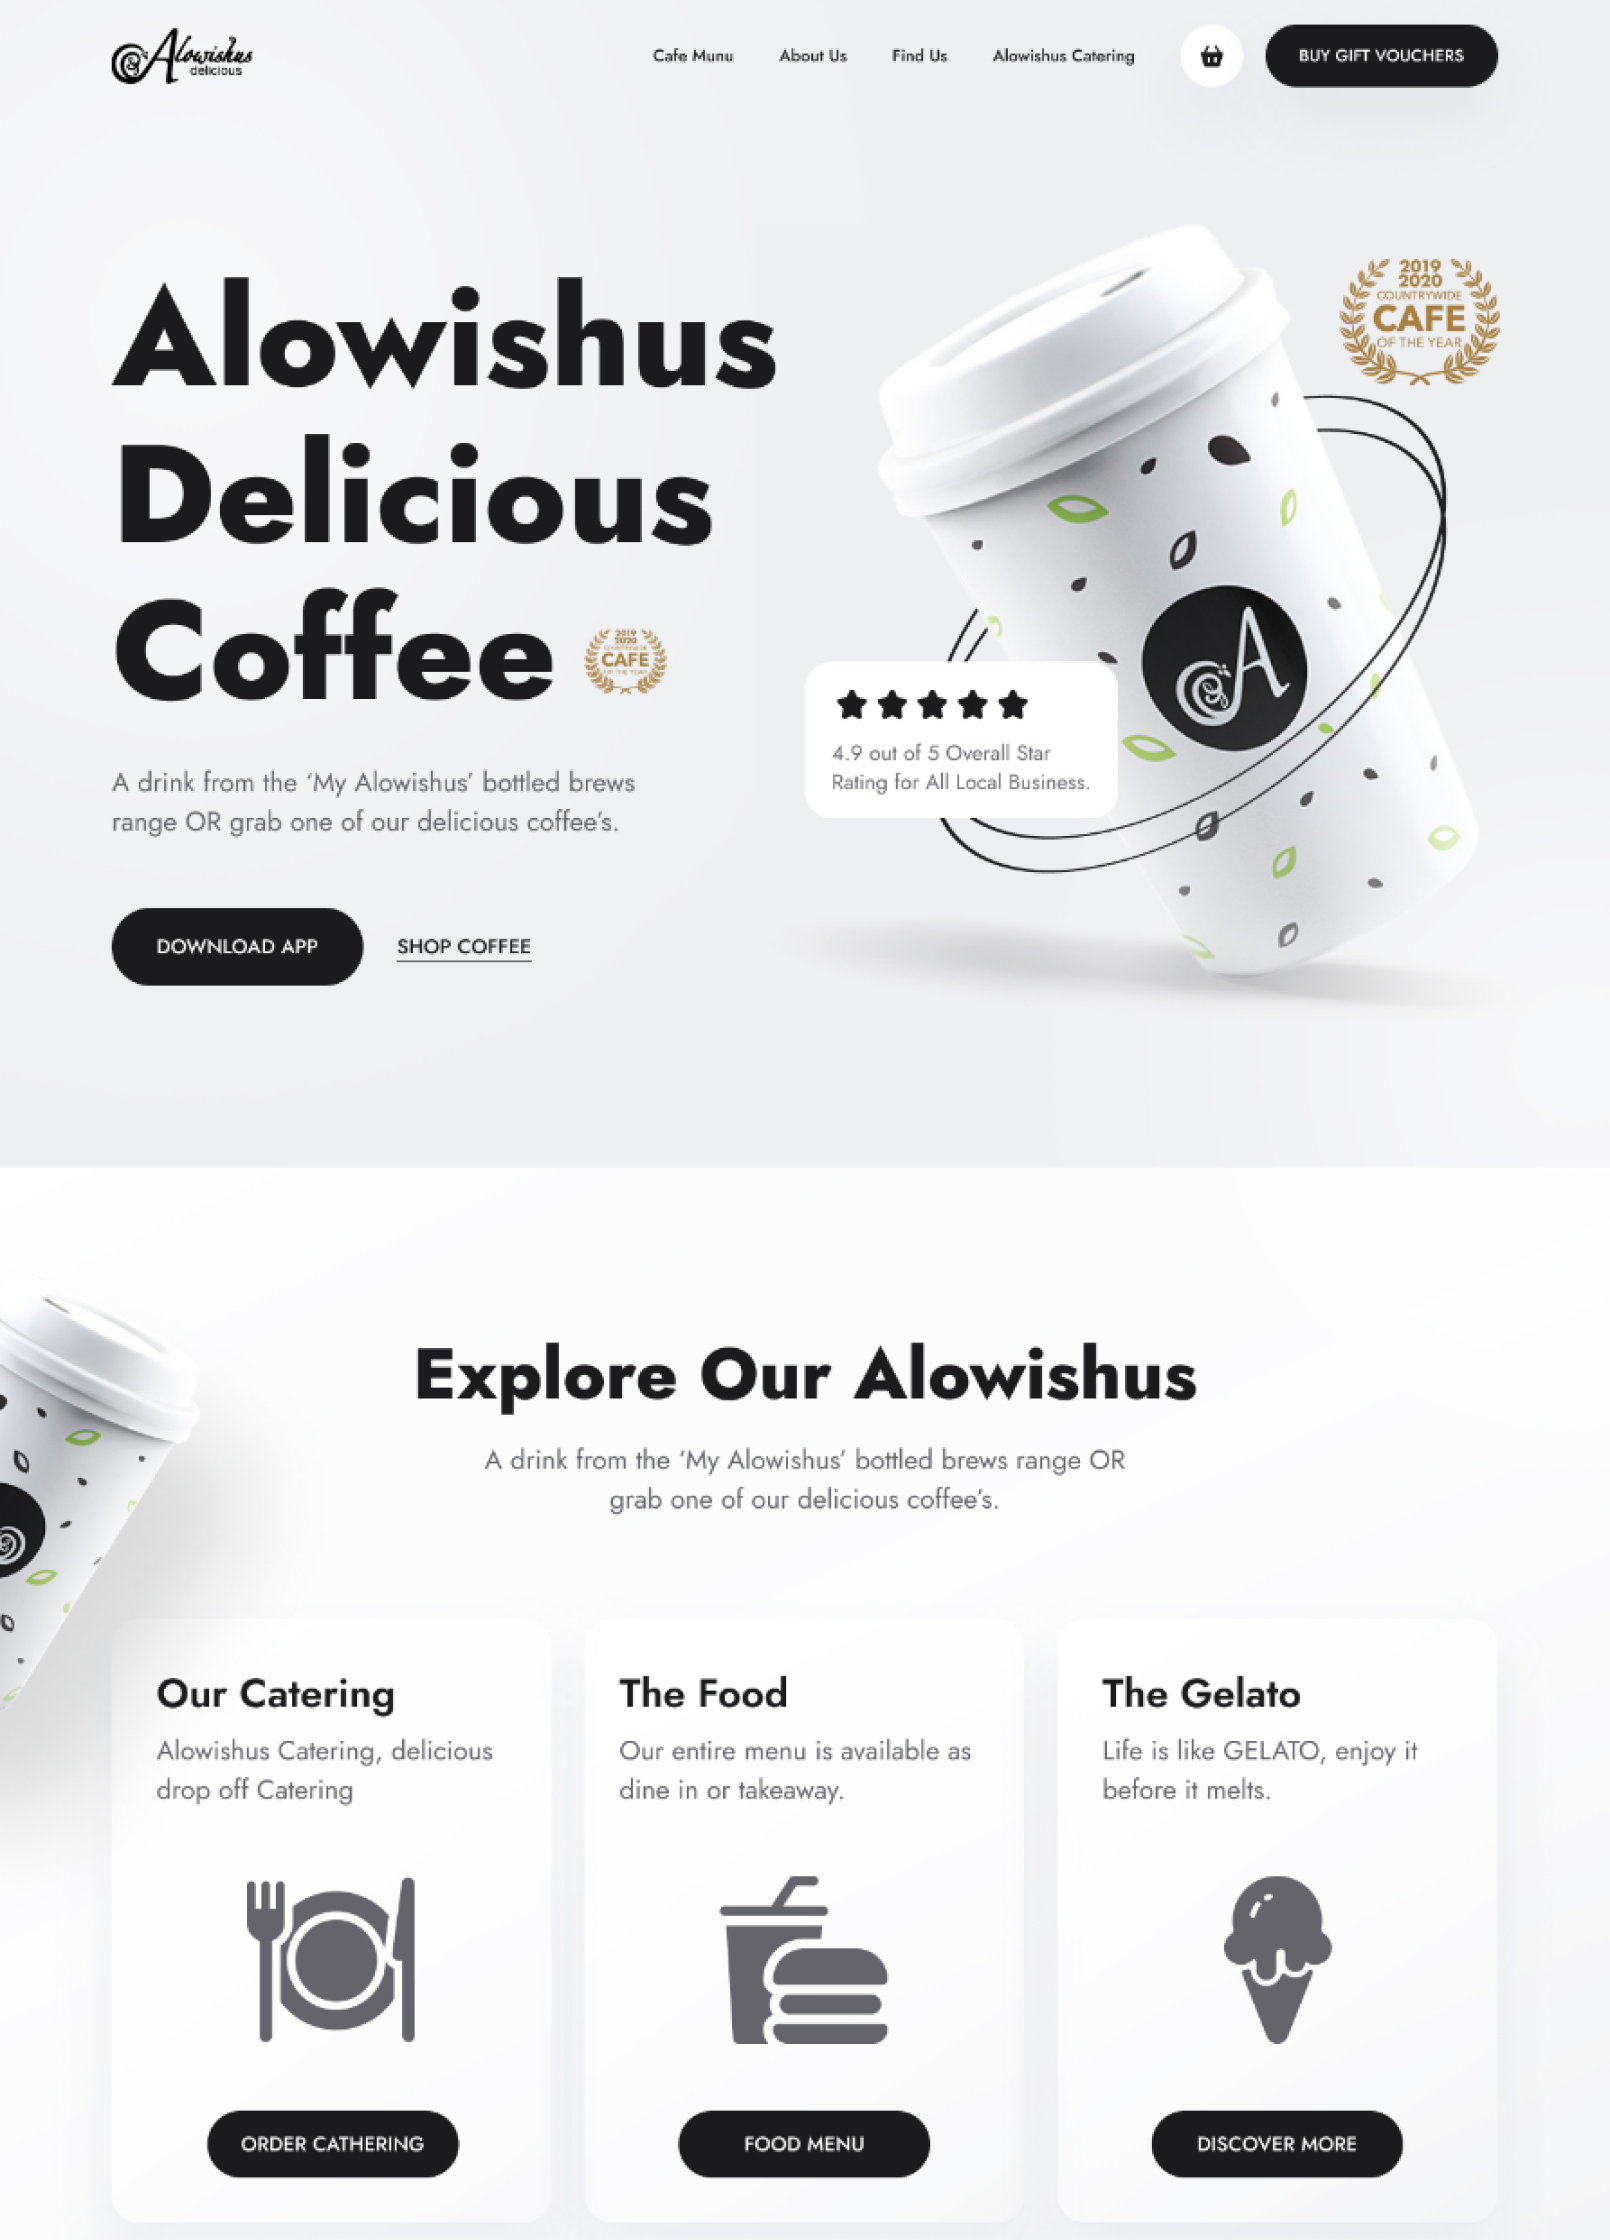 Alowishus
delicious
Cafe Munu
About Us
Find Us
Alowishus Catering
BUY GIFT VOUCHERS
Alowishus
Delicious
Coffee
2019
2020
COUNTRYWIDE
CAFE
OF THE YEAR
A drink from the ‘My Alowishus’ bottled brews
range OR grab one of our delicious coffee’s.
DOWNLOAD APP
SHOP COFFEE
2019
2020
COUNTRYWIDE
CAFE
OF THE YEAR
A
4.9 out of 5 Overall Star
Rating for All Local Business.
Explore Our Alowishus
A drink from the ‘My Alowishus’ bottled brews range OR
grab one of our delicious coffee’s.
Our Catering
Alowishus Catering, delicious
drop off Catering
ORDER CATHERING
The Food
Our entire menu is available as
dine in or takeaway.
FOOD MENU
The Gelato
Life is like GELATO, enjoy it
before it melts.
DISCOVER MORE